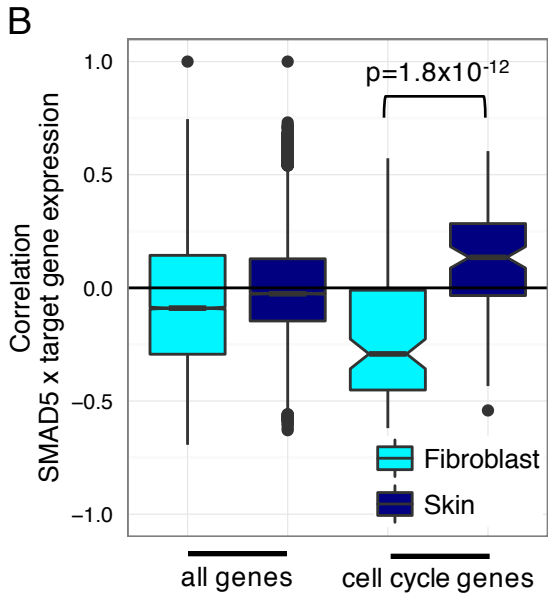 B
p=1.8x10⁻¹²
Correlation
SMAD5 x target gene expression
1.0
0.5
0.0
−0.5
−1.0
Fibroblast
Skin
all genes
cell cycle genes